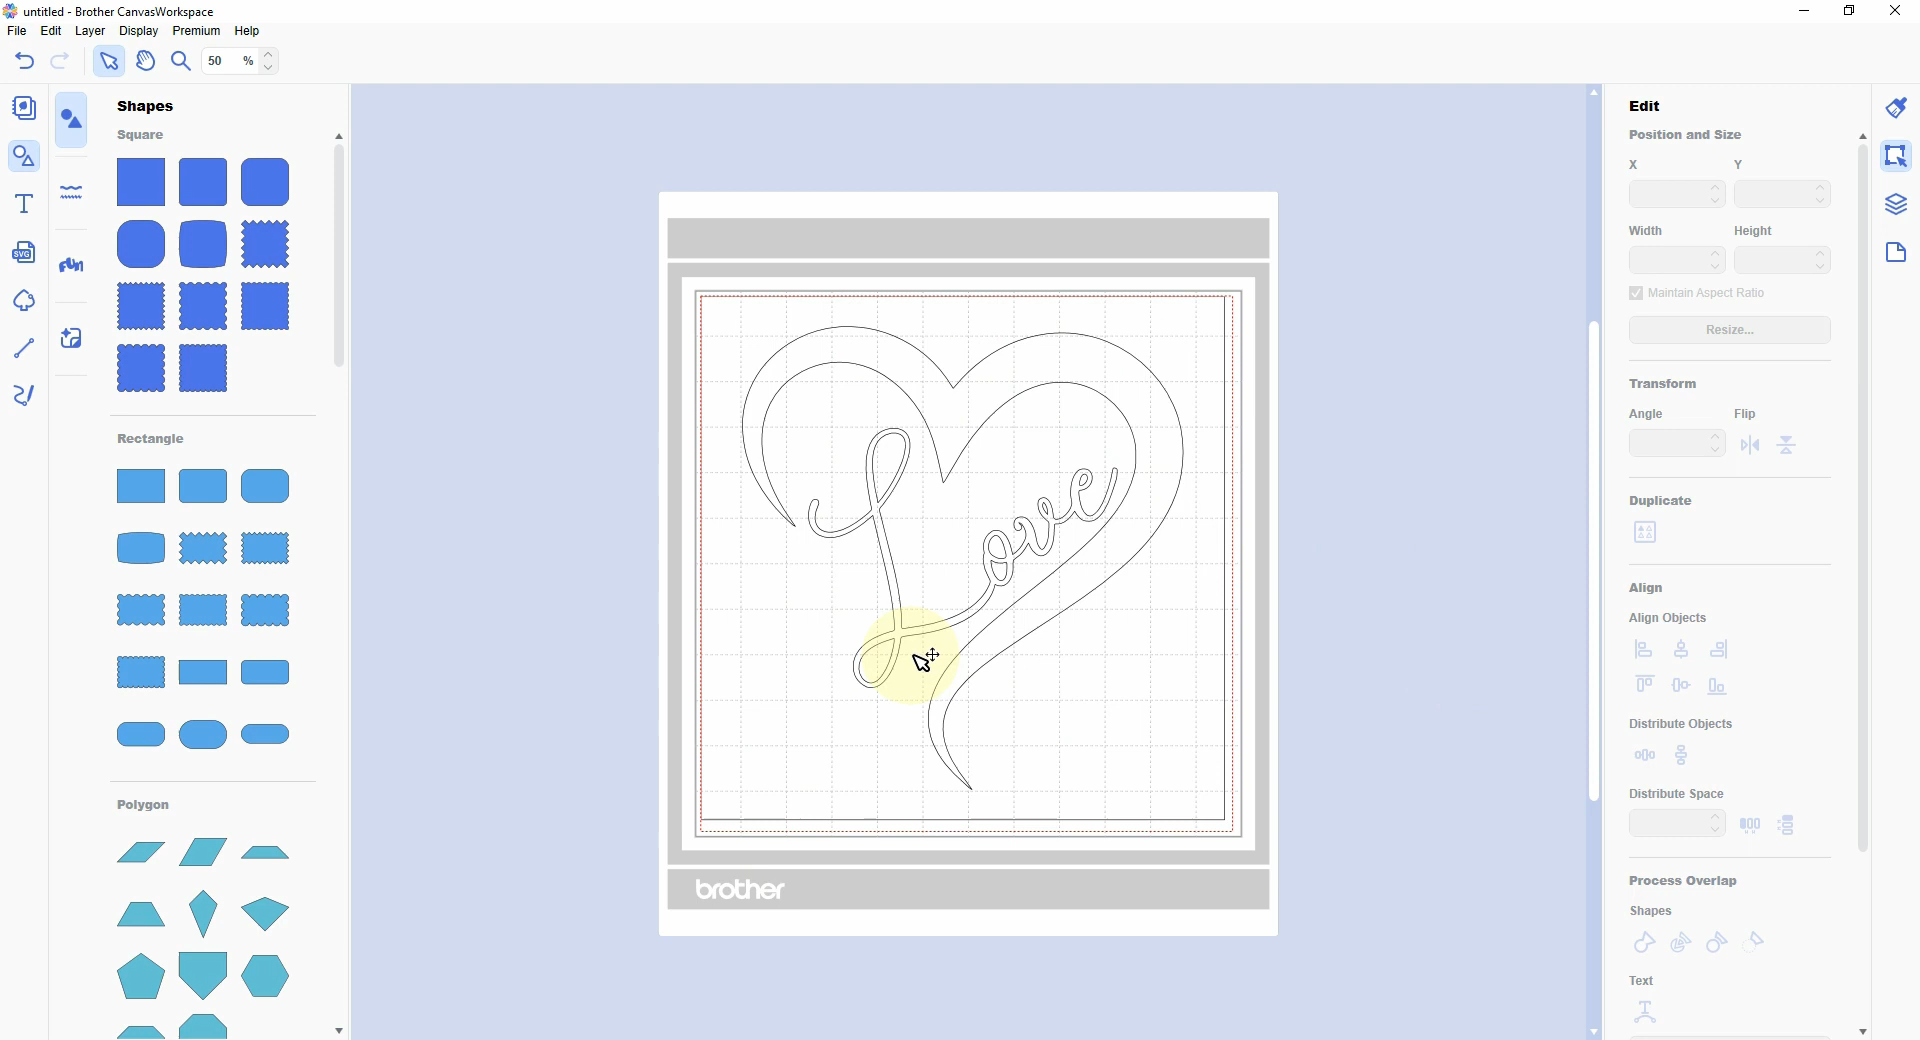 untitled - Brother CanvasWorkspace
File Edit Layer Display Premium Help
50 %
Shapes
Square
Rectangle
Polygon
T
SVG
Fun
Love
brother
Edit
Position and Size
X Y
Width Height
Maintain Aspect Ratio
Resize...
Transform
Angle Flip
Duplicate
Align
Align Objects
Distribute Objects
Distribute Space
Process Overlap
Shapes
Text